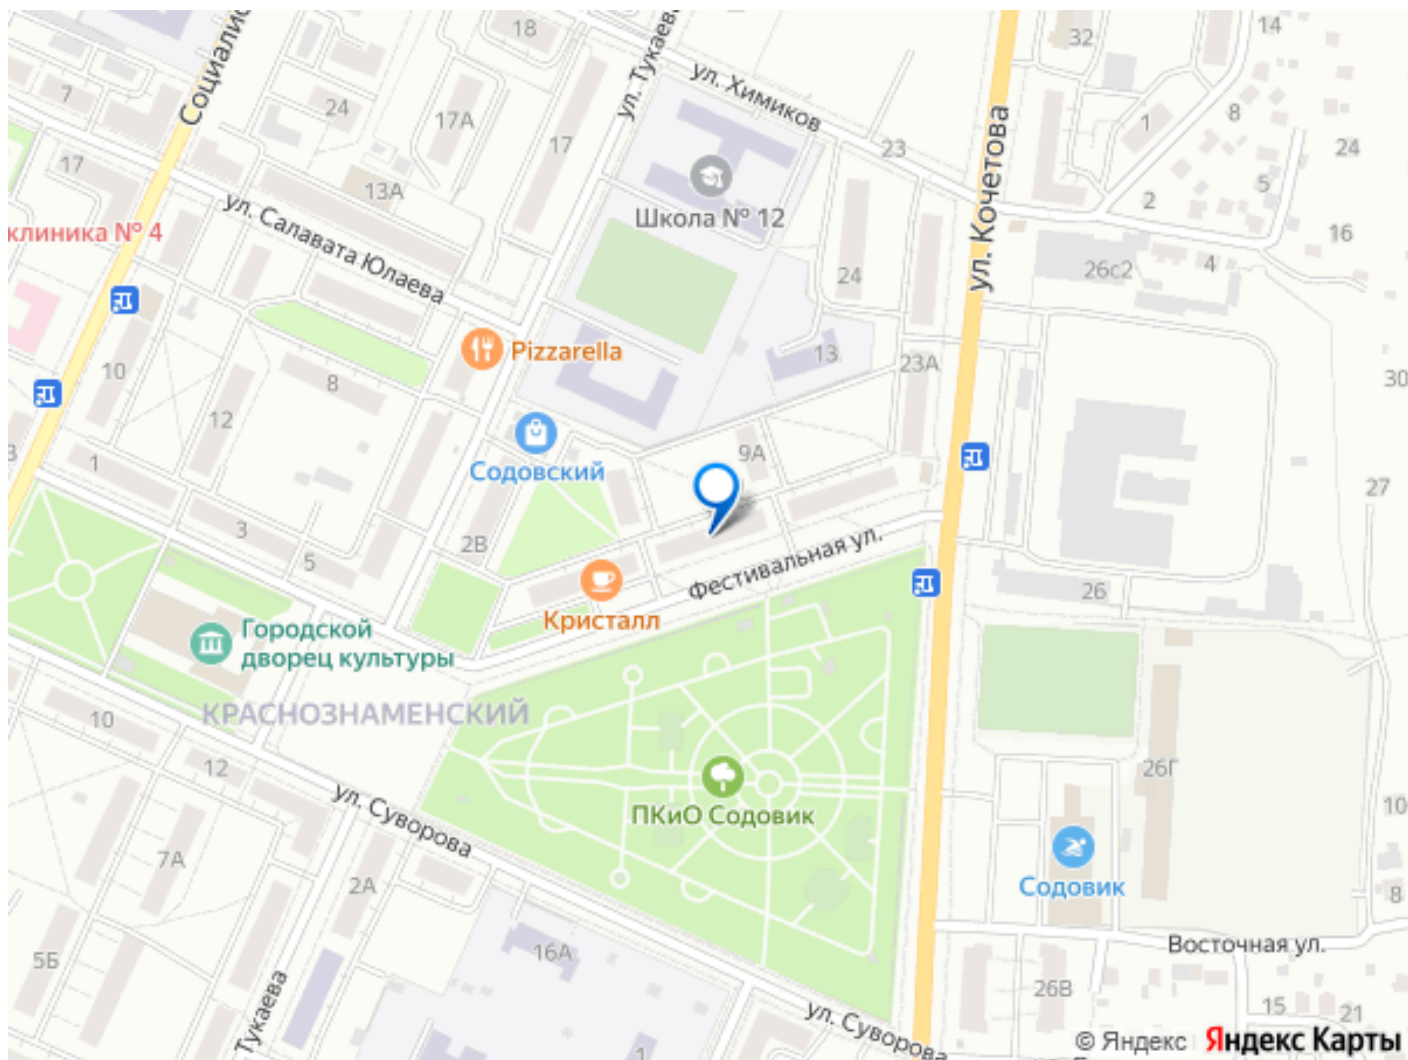 18
14
32
Социалис
ул. Тукаева
ул. Химиков
7
24
17А
17
1
8
23
24
ул. Кочетова
17
13А
5
2
Школа № 12
ул. Салавата Юлаева
клиника № 4
16
26с2
4
24
Pizzarella
13
23А
10
8
30
12
9А
1
Содовский
27
3
2В
5
Фестивальная ул.
26
Кристалл
Городской
дворец культуры
КРАСНОЗНАМЕНСКИЙ
10
12
26Г
ул. Суворова
ПКиО Содовик
10
7А
2А
Содовик
8
16А
Восточная ул.
5Б
26В
15
21
Тукаева
ул. Суворова
1
© Яндекс Яндекс Карты